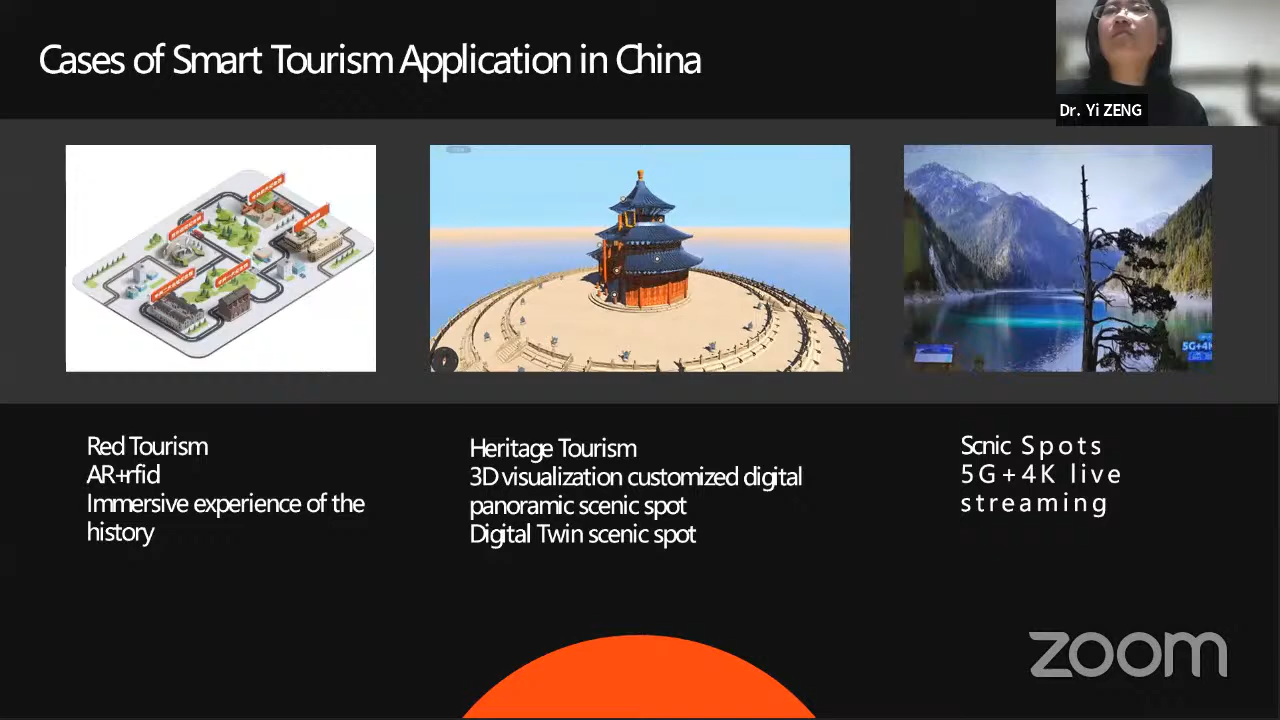 Cases of Smart Tourism Application in China
Dr. Yi ZENG
5G+4K
Red Tourism
AR+rfid
Immersive experience of the
history
Heritage Tourism
3D visualization customized digital
panoramic scenic spot
Digital Twin scenic spot
Scnic Spots
5G+4K live
streaming
zoom